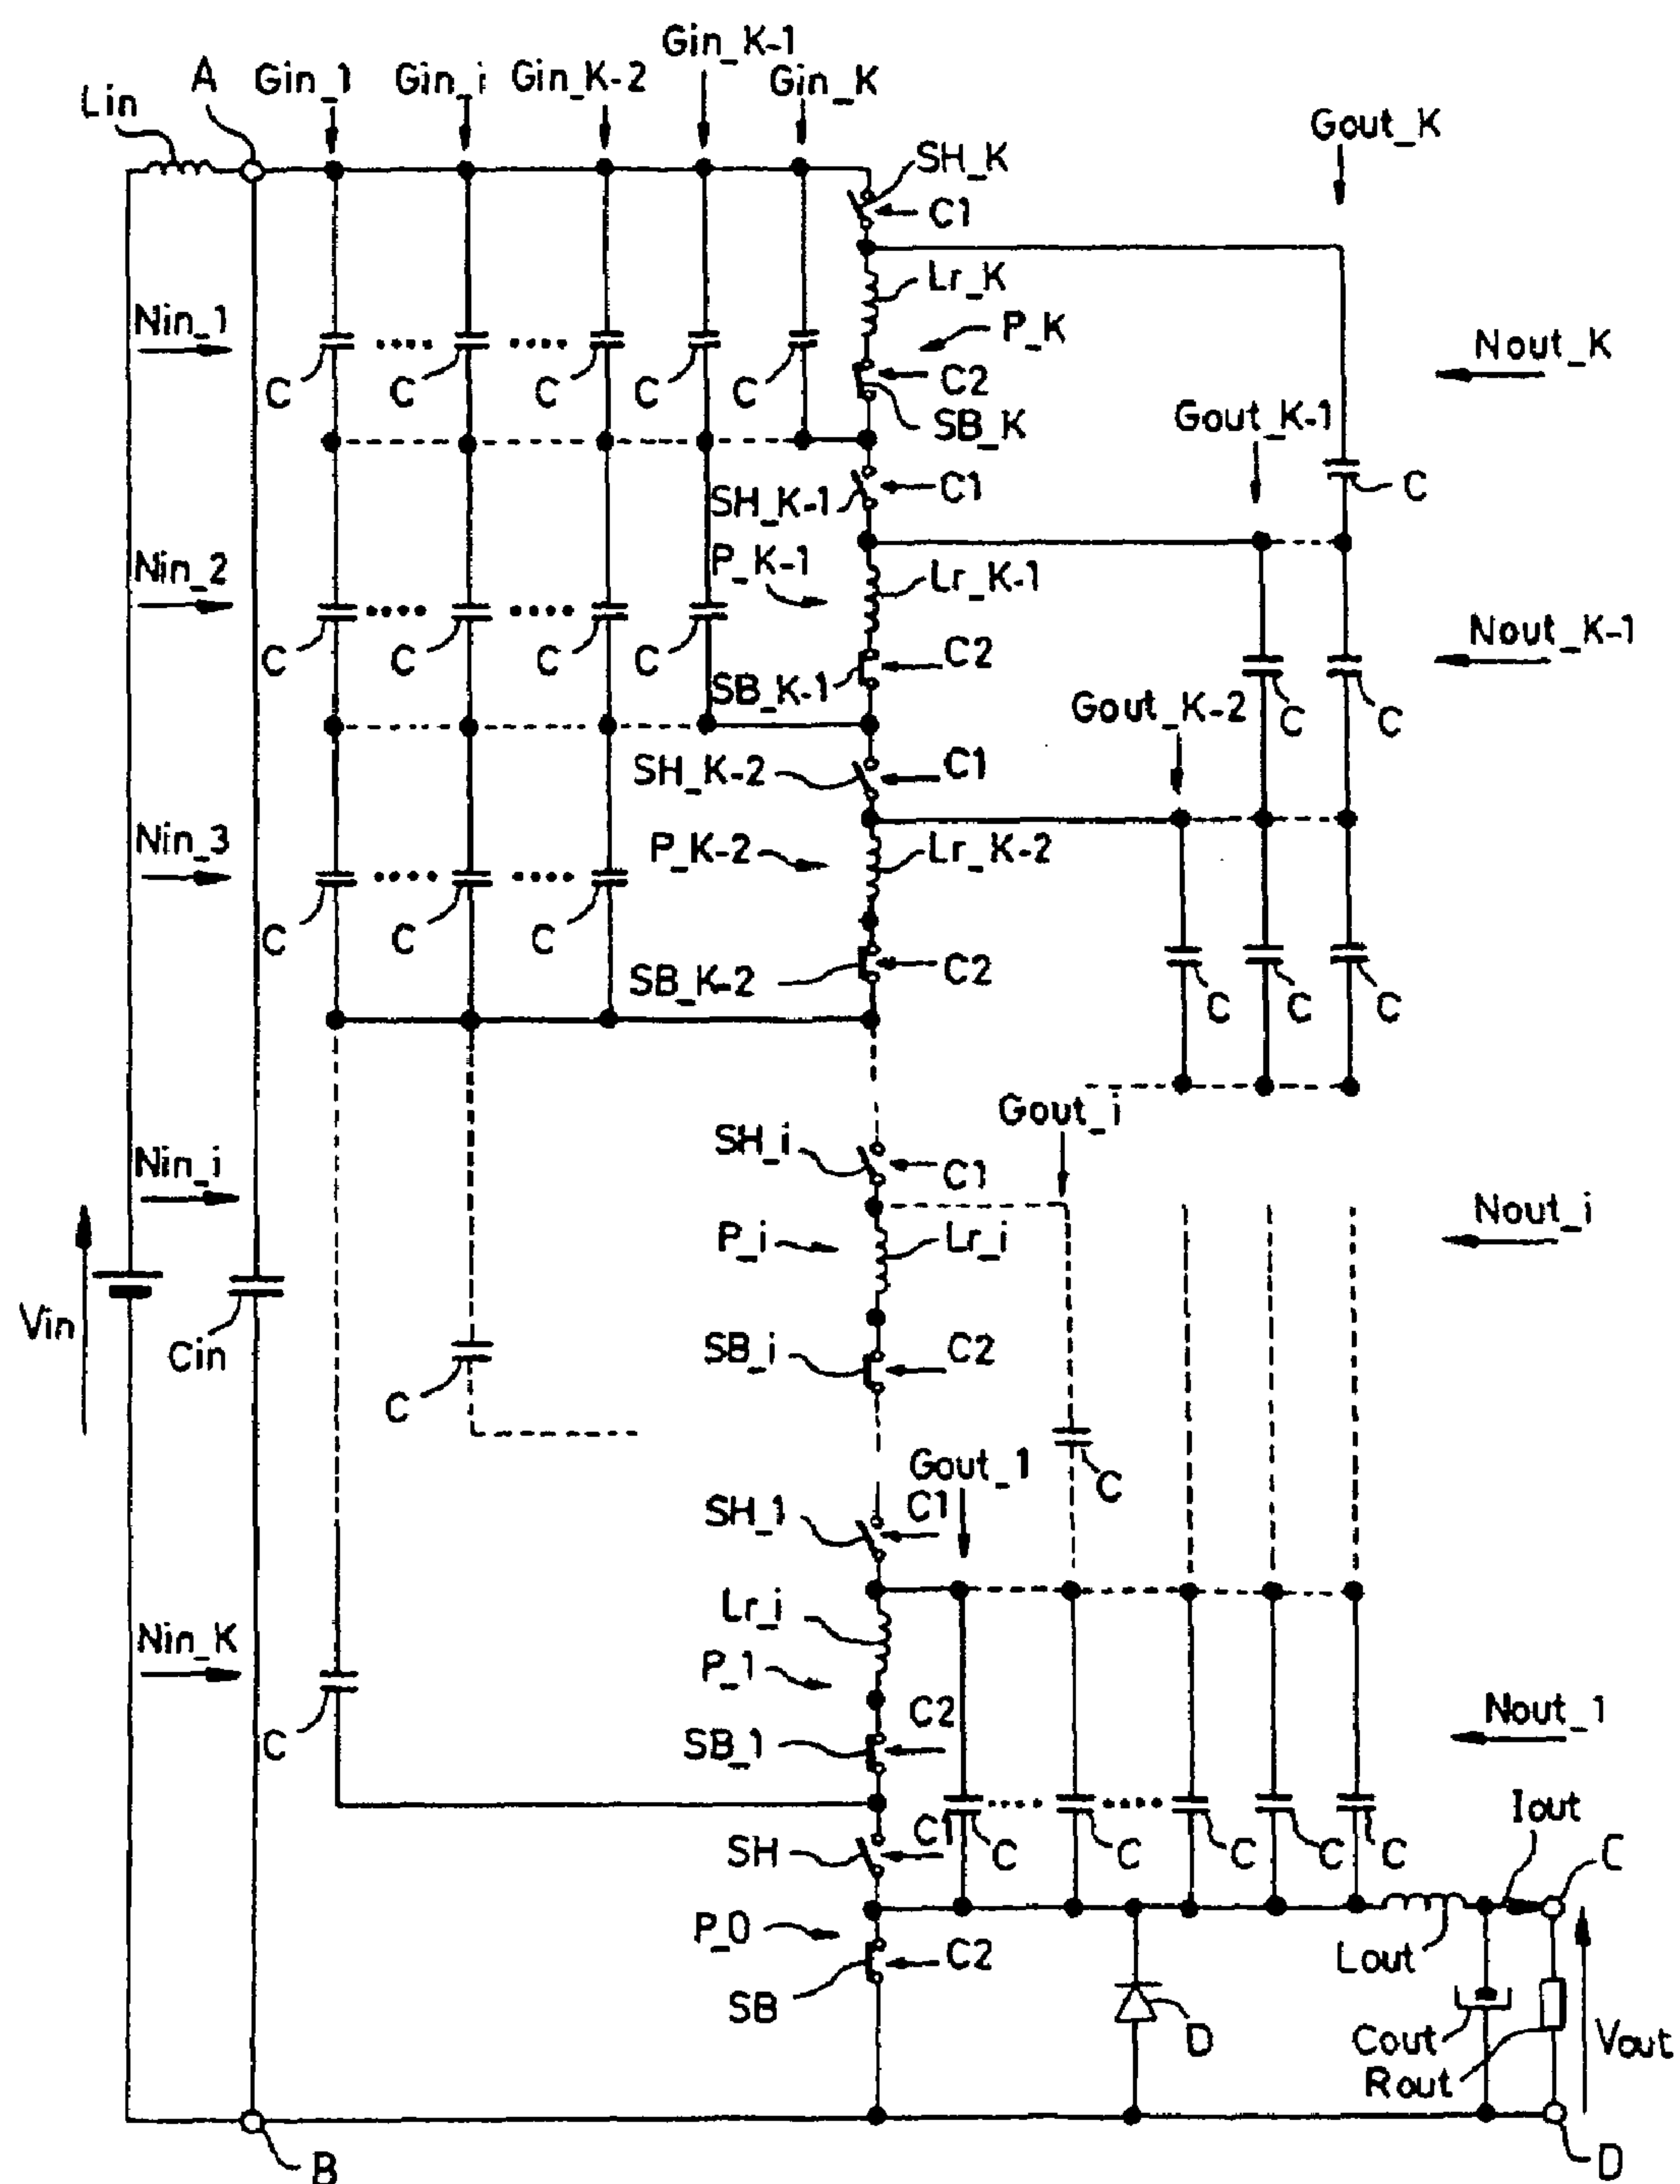 Gin_K-1
A Gin_1 Gin_i Gin_K-2 Gin_K
Lin
Gout_K
SH_K
C1
Lr_K
Nin_1
P_K
Nout_K
C C C C C
C2
Gout_K-1
SB_K
C1
C
SH_K-1
Nin_2
P_K-1
Lr_K-1
Nout_K-1
C C C C
C2
SB_K-1
Gout_K-2
C C
SH_K-2
C1
Nin_3
P_K-2
Lr_K-2
C C C
SB_K-2
C2
C C C
Gout_i
SH_i
C1
Nin_i
Nout_i
P_i
Lr_i
Vin
Cin
SB_i
C2
C
Gout_1
C
SH_1
C1
Lr_i
Nin_K
P_1
C2
Nout_1
C
SB_1
Iout
SH
C1
C C C C C
C
P_0
C2
Lout
SB
D
Cout
Vout
Rout
B
D